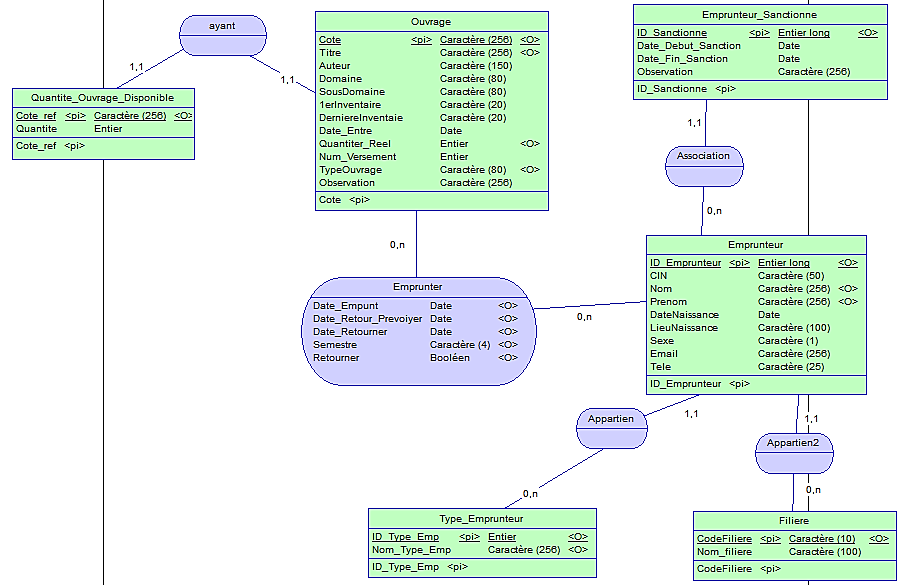 ayant
1,1
1,1
Quantite_Ouvrage_Disponible
Cote_ref <pi> Caractère (256) <O>
Quantite Entier
Cote_ref <pi>
Ouvrage
Cote <pi> Caractère (256) <O>
Titre Caractère (256) <O>
Auteur Caractère (150)
Domaine Caractère (80)
SousDomaine Caractère (80)
1erInventaire Caractère (20)
DerniereInventaie Caractère (20)
Date_Entre Date
Quantiter_Reel Entier <O>
Num_Versement Entier
TypeOuvrage Caractère (80) <O>
Observation Caractère (256)
Cote <pi>
Emprunteur_Sanctionne
ID_Sanctionne <pi> Entier long <O>
Date_Debut_Sanction Date
Date_Fin_Sanction Date
Observation Caractère (256)
ID_Sanctionne <pi>
1,1
Association
0,n
0,n
Emprunter
Date_Empunt Date <O>
Date_Retour_Prevoiyer Date <O>
Date_Retourner Date <O>
Semestre Caractère (4) <O>
Retourner Booléen <O>
0,n
Emprunteur
ID_Emprunteur <pi> Entier long <O>
CIN Caractère (50)
Nom Caractère (256) <O>
Prenom Caractère (256) <O>
DateNaissance Date
LieuNaissance Caractère (100)
Sexe Caractère (1)
Email Caractère (256)
Tele Caractère (25)
ID_Emprunteur <pi>
1,1
Appartien
0,n
1,1
Appartien2
0,n
Type_Emprunteur
ID_Type_Emp <pi> Entier <O>
Nom_Type_Emp Caractère (256) <O>
ID_Type_Emp <pi>
Filiere
CodeFiliere <pi> Caractère (10) <O>
Nom_filiere Caractère (100)
CodeFiliere <pi>